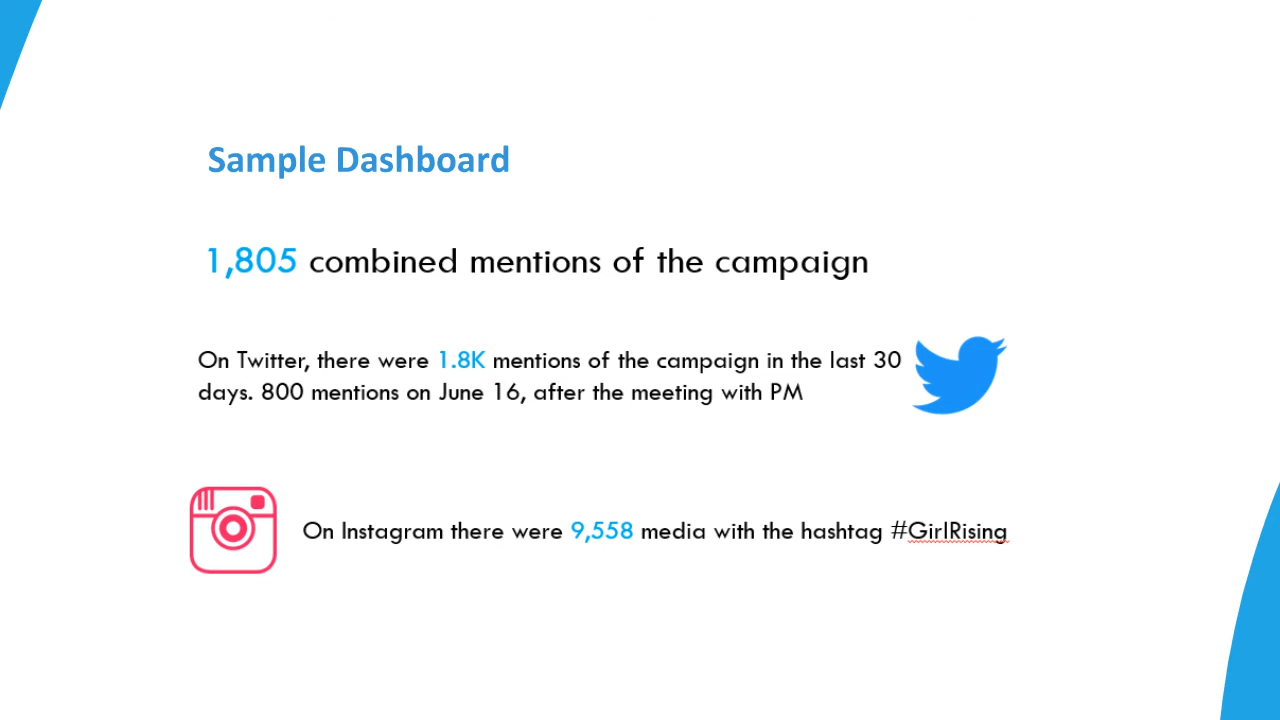 Sample Dashboard
1,805 combined mentions of the campaign
On Twitter, there were 1.8K mentions of the campaign in the last 30
days. 800 mentions on June 16, after the meeting with PM
On Instagram there were 9,558 media with the hashtag #GirlRising